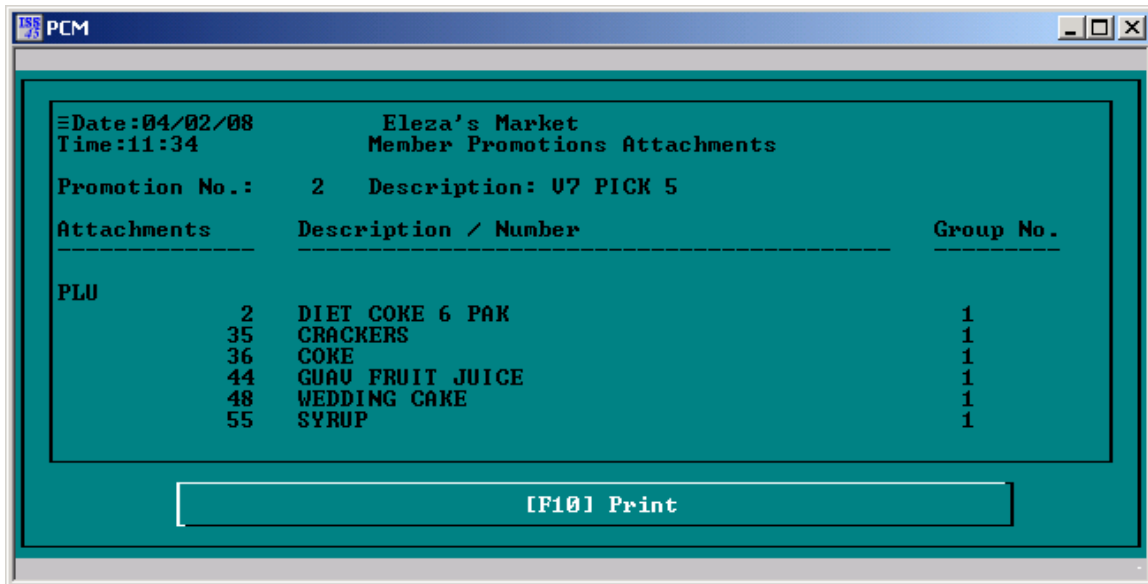 ISS 45 PCM
≡Date:04/02/08 Eleza's Market
Time:11:34 Member Promotions Attachments
Promotion No.: 2 Description: V7 PICK 5
Attachments Description / Number Group No.
-------------- ------------------------------------------ ---------
PLU
2 DIET COKE 6 PAK 1
35 CRACKERS 1
36 COKE 1
44 GUAV FRUIT JUICE 1
48 WEDDING CAKE 1
55 SYRUP 1
[F10] Print